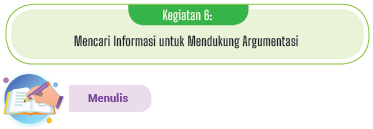 Kegiatan 6:
Mencari Informasi untuk Mendukung Argumentasi
Menulis